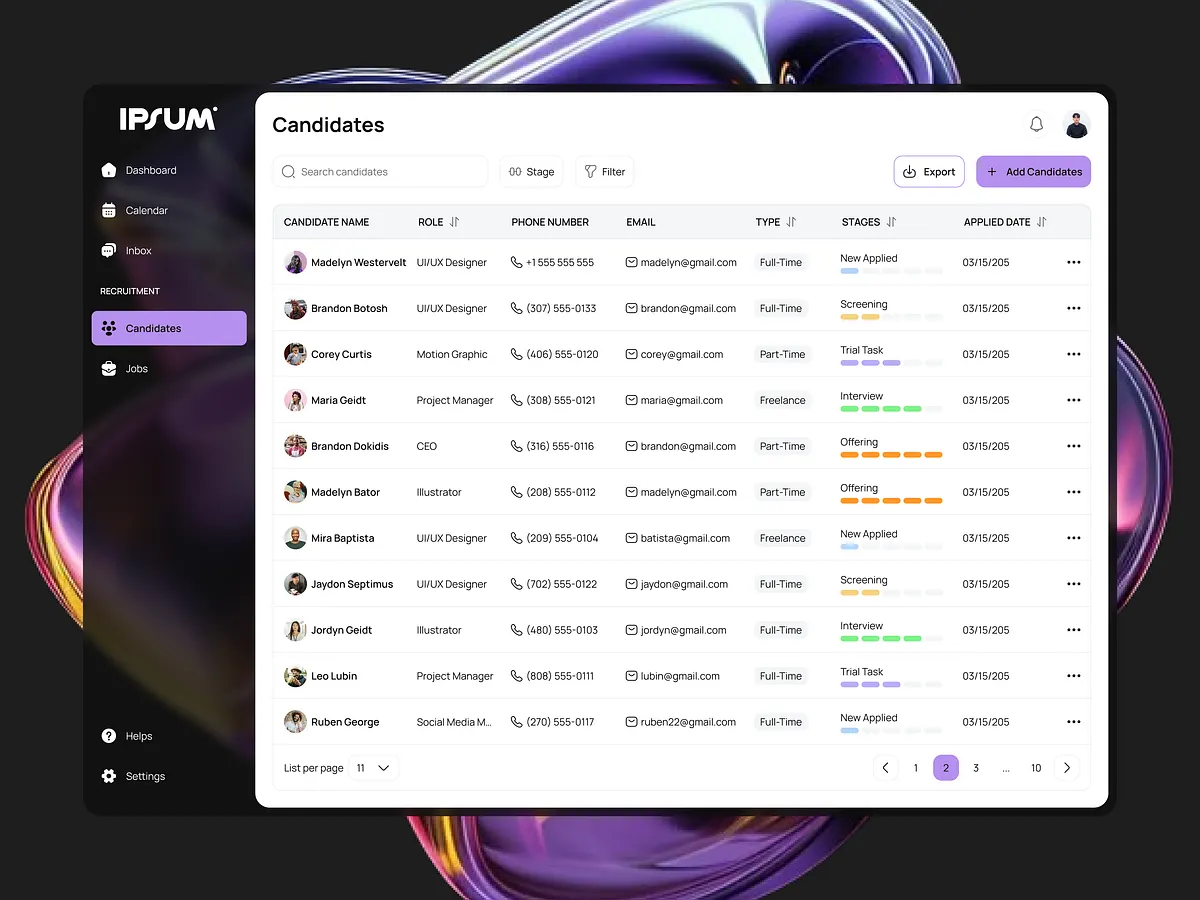 IPSUM
Dashboard
Calendar
Inbox
RECRUITMENT
Candidates
Jobs
Helps
Settings
Candidates
Search candidates Stage Filter Export + Add Candidates
CANDIDATE NAME ROLE PHONE NUMBER EMAIL TYPE STAGES APPLIED DATE
Madelyn Westervelt UI/UX Designer +1 555 555 555 madelyn@gmail.com Full-Time New Applied 03/15/205 •••
Brandon Botosh UI/UX Designer (307) 555-0133 brandon@gmail.com Full-Time Screening 03/15/205 •••
Corey Curtis Motion Graphic (406) 555-0120 corey@gmail.com Part-Time Trial Task 03/15/205 •••
Maria Geidt Project Manager (308) 555-0121 maria@gmail.com Freelance Interview 03/15/205 •••
Brandon Dokidis CEO (316) 555-0116 brandon@gmail.com Part-Time Offering 03/15/205 •••
Madelyn Bator Illustrator (208) 555-0112 madelyn@gmail.com Part-Time Offering 03/15/205 •••
Mira Baptista UI/UX Designer (209) 555-0104 batista@gmail.com Freelance New Applied 03/15/205 •••
Jaydon Septimus UI/UX Designer (702) 555-0122 jaydon@gmail.com Full-Time Screening 03/15/205 •••
Jordyn Geidt Illustrator (480) 555-0103 jordyn@gmail.com Full-Time Interview 03/15/205 •••
Leo Lubin Project Manager (808) 555-0111 lubin@gmail.com Full-Time Trial Task 03/15/205 •••
Ruben George Social Media M... (270) 555-0117 ruben22@gmail.com Full-Time New Applied 03/15/205 •••
List per page 11 1 2 3 ... 10